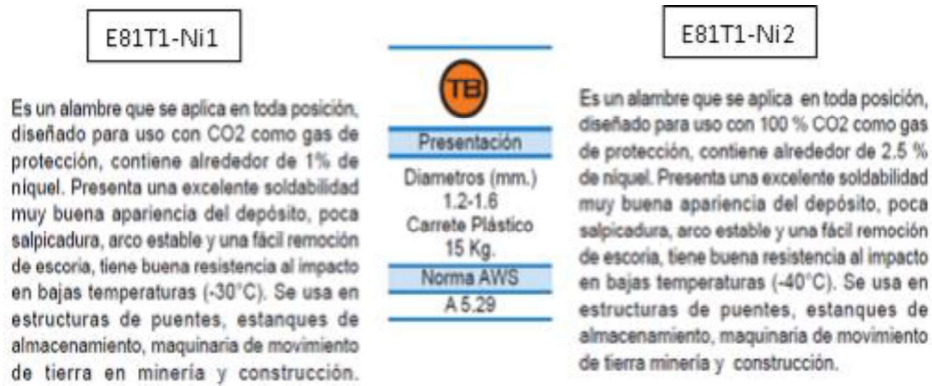 E81T1-Ni1
Es un alambre que se aplica en toda posición,
diseñado para uso con CO2 como gas de
protección, contiene alrededor de 1% de
níquel. Presenta una excelente soldabilidad
muy buena apariencia del depósito, poca
salpicadura, arco estable y una fácil remoción
de escoria, tiene buena resistencia al impacto
en bajas temperaturas (-30°C). Se usa en
estructuras de puentes, estanques de
almacenamiento, maquinaria de movimiento
de tierra en minería y construcción.
TB
Presentación
Diametros (mm.)
1.2-1.6
Carrete Plástico
15 Kg.
Norma AWS
A 5.29
E81T1-Ni2
Es un alambre que se aplica en toda posición,
diseñado para uso con 100 % CO2 como gas
de protección, contiene alrededor de 2.5 %
de níquel. Presenta una excelente soldabilidad
muy buena apariencia del depósito, poca
salpicadura, arco estable y una fácil remoción
de escoria, tiene buena resistencia al impacto
en bajas temperaturas (-40°C). Se usa en
estructuras de puentes, estanques de
almacenamiento, maquinaria de movimiento
de tierra minería y construcción.